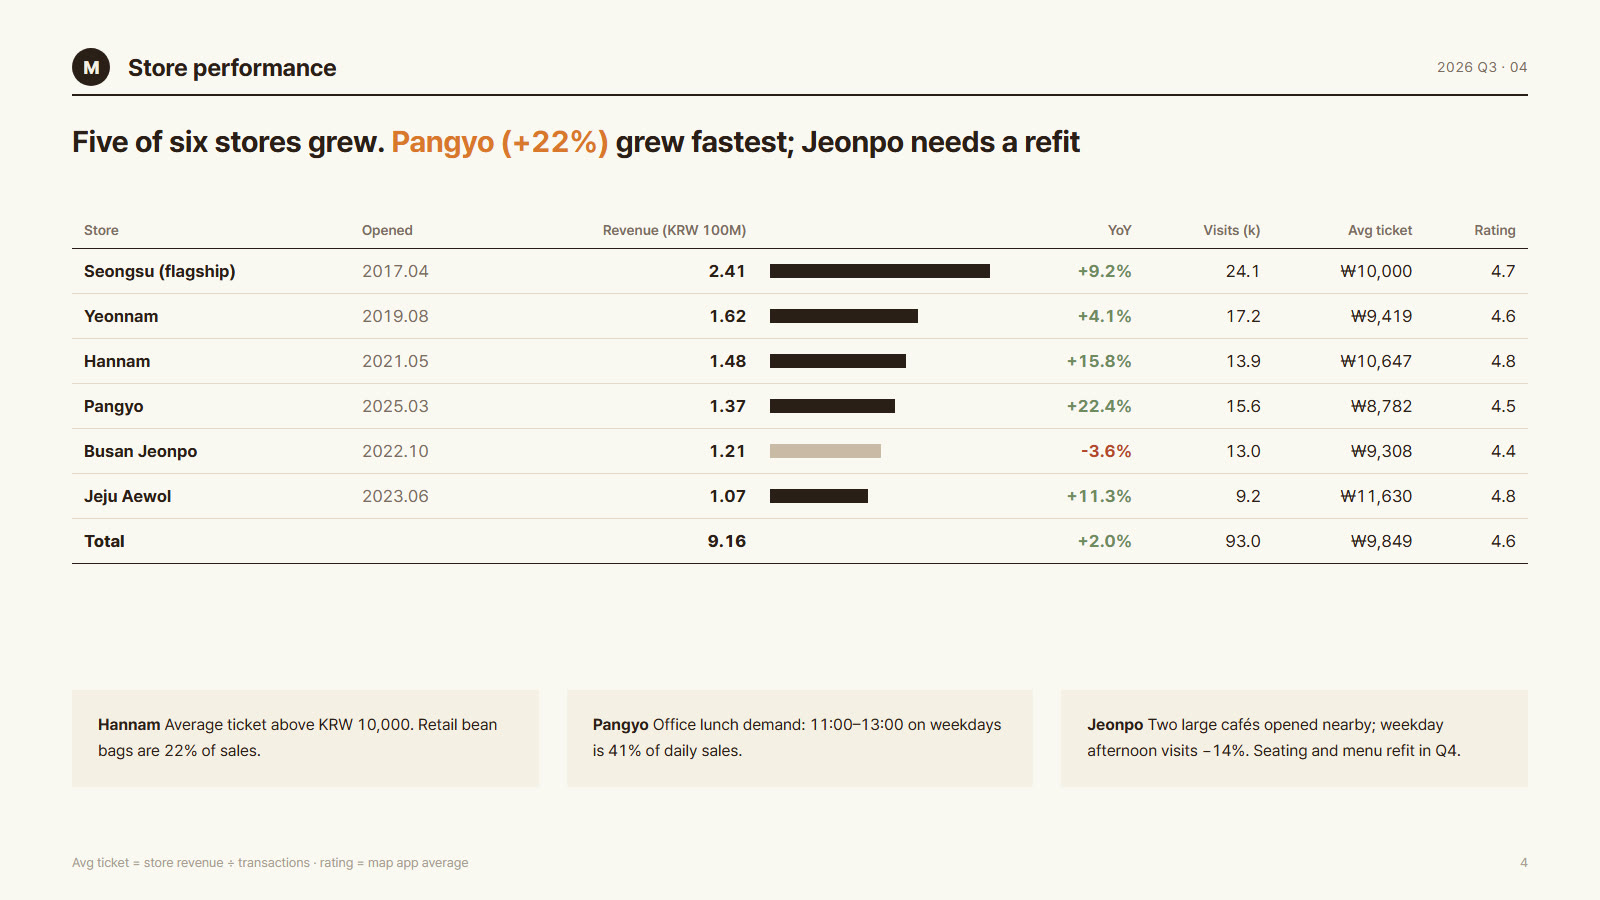 M
Store performance
2026 Q3 · 04
Five of six stores grew. Pangyo (+22%) grew fastest; Jeonpo needs a refit
Store Opened Revenue (KRW 100M) YoY Visits (k) Avg ticket Rating
Seongsu (flagship) 2017.04 2.41 +9.2% 24.1 ₩10,000 4.7
Yeonnam 2019.08 1.62 +4.1% 17.2 ₩9,419 4.6
Hannam 2021.05 1.48 +15.8% 13.9 ₩10,647 4.8
Pangyo 2025.03 1.37 +22.4% 15.6 ₩8,782 4.5
Busan Jeonpo 2022.10 1.21 -3.6% 13.0 ₩9,308 4.4
Jeju Aewol 2023.06 1.07 +11.3% 9.2 ₩11,630 4.8
Total 9.16 +2.0% 93.0 ₩9,849 4.6
Hannam Average ticket above KRW 10,000. Retail bean
bags are 22% of sales.
Pangyo Office lunch demand: 11:00–13:00 on weekdays
is 41% of daily sales.
Jeonpo Two large cafés opened nearby; weekday
afternoon visits −14%. Seating and menu refit in Q4.
Avg ticket = store revenue ÷ transactions · rating = map app average
4